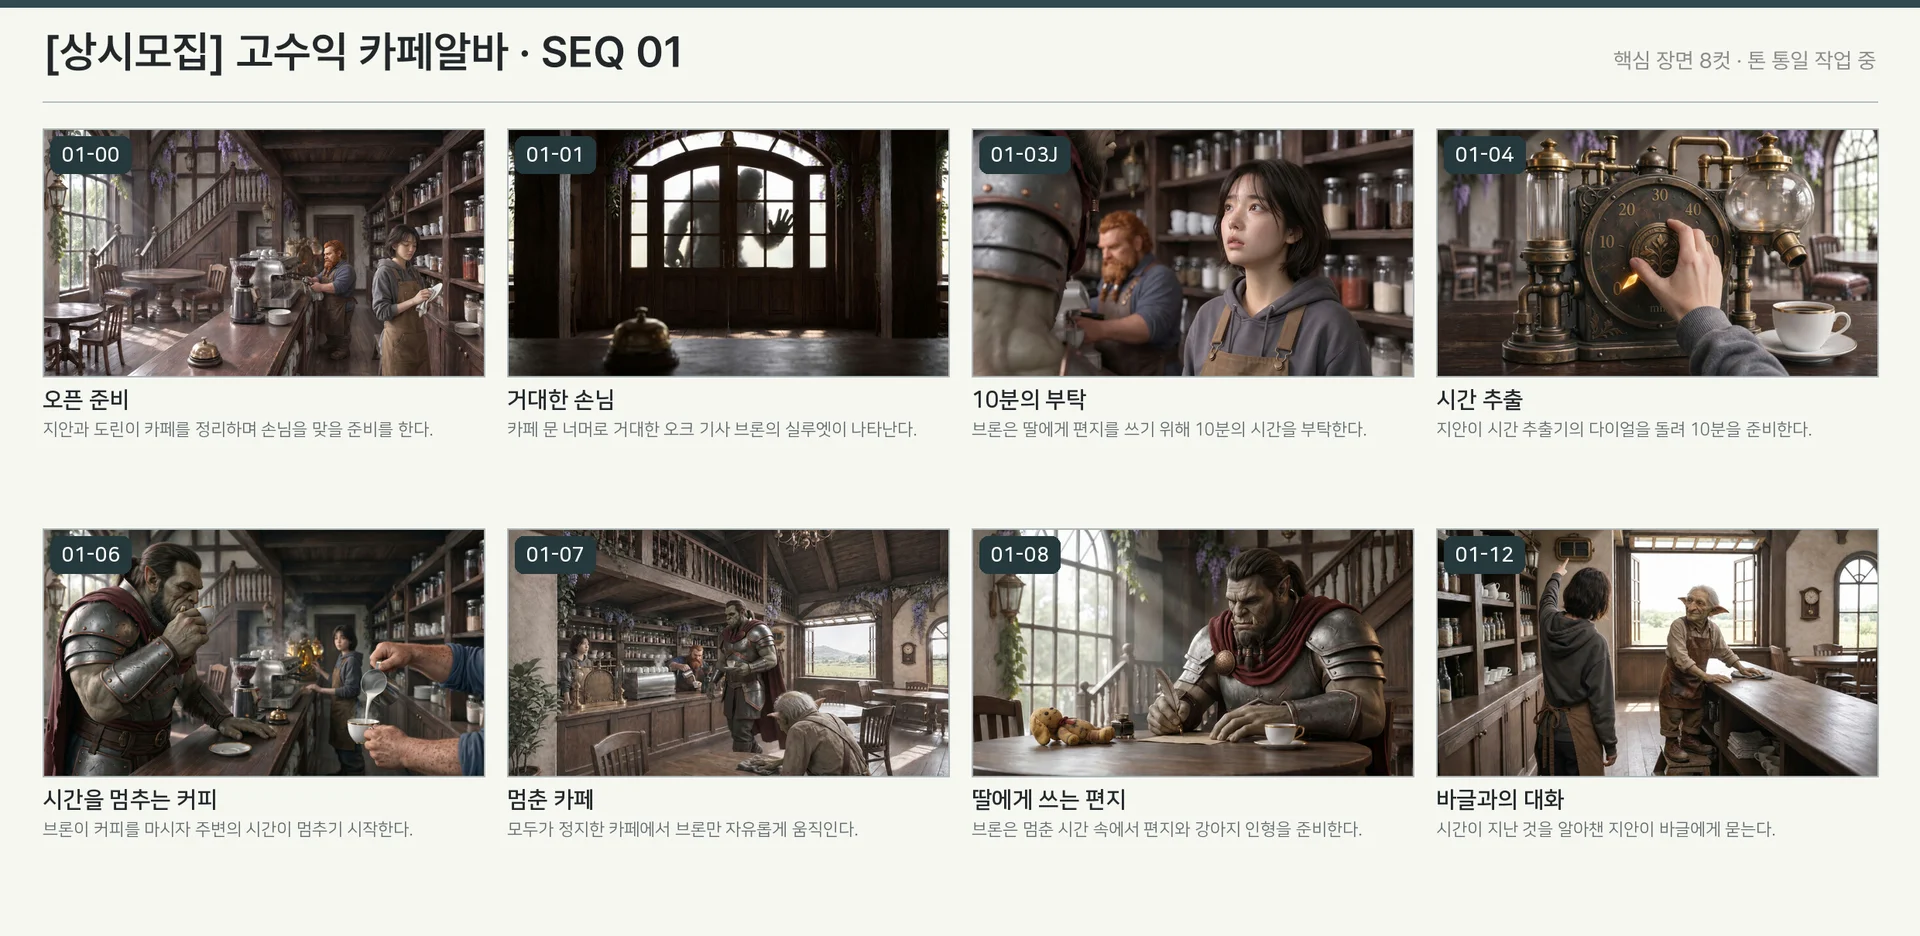 [상시모집] 고수익 카페알바 · SEQ 01
핵심 장면 8컷 · 톤 통일 작업 중
01-00
01-01
01-03J
01-04
10
20
30
40
0
오픈 준비
거대한 손님
10분의 부탁
시간 추출
지안과 도린이 카페를 정리하며 손님을 맞을 준비를 한다.
카페 문 너머로 거대한 오크 기사 브론의 실루엣이 나타난다.
브론은 딸에게 편지를 쓰기 위해 10분의 시간을 부탁한다.
지안이 시간 추출기의 다이얼을 돌려 10분을 준비한다.
01-06
01-07
01-08
01-12
시간을 멈추는 커피
멈춘 카페
딸에게 쓰는 편지
바글과의 대화
브론이 커피를 마시자 주변의 시간이 멈추기 시작한다.
모두가 정지한 카페에서 브론만 자유롭게 움직인다.
브론은 멈춘 시간 속에서 편지와 강아지 인형을 준비한다.
시간이 지난 것을 알아챈 지안이 바글에게 묻는다.